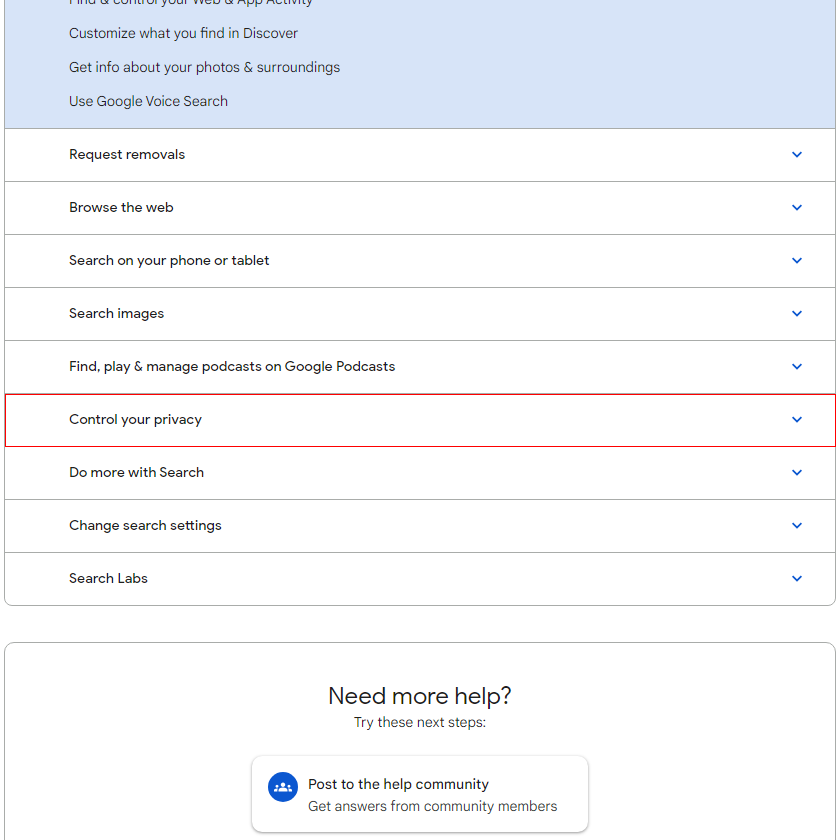 Find & control your Web & App Activity
Customize what you find in Discover
Get info about your photos & surroundings
Use Google Voice Search
Request removals
Browse the web
Search on your phone or tablet
Search images
Find, play & manage podcasts on Google Podcasts
Control your privacy
Do more with Search
Change search settings
Search Labs
Need more help?
Try these next steps:
Post to the help community
Get answers from community members